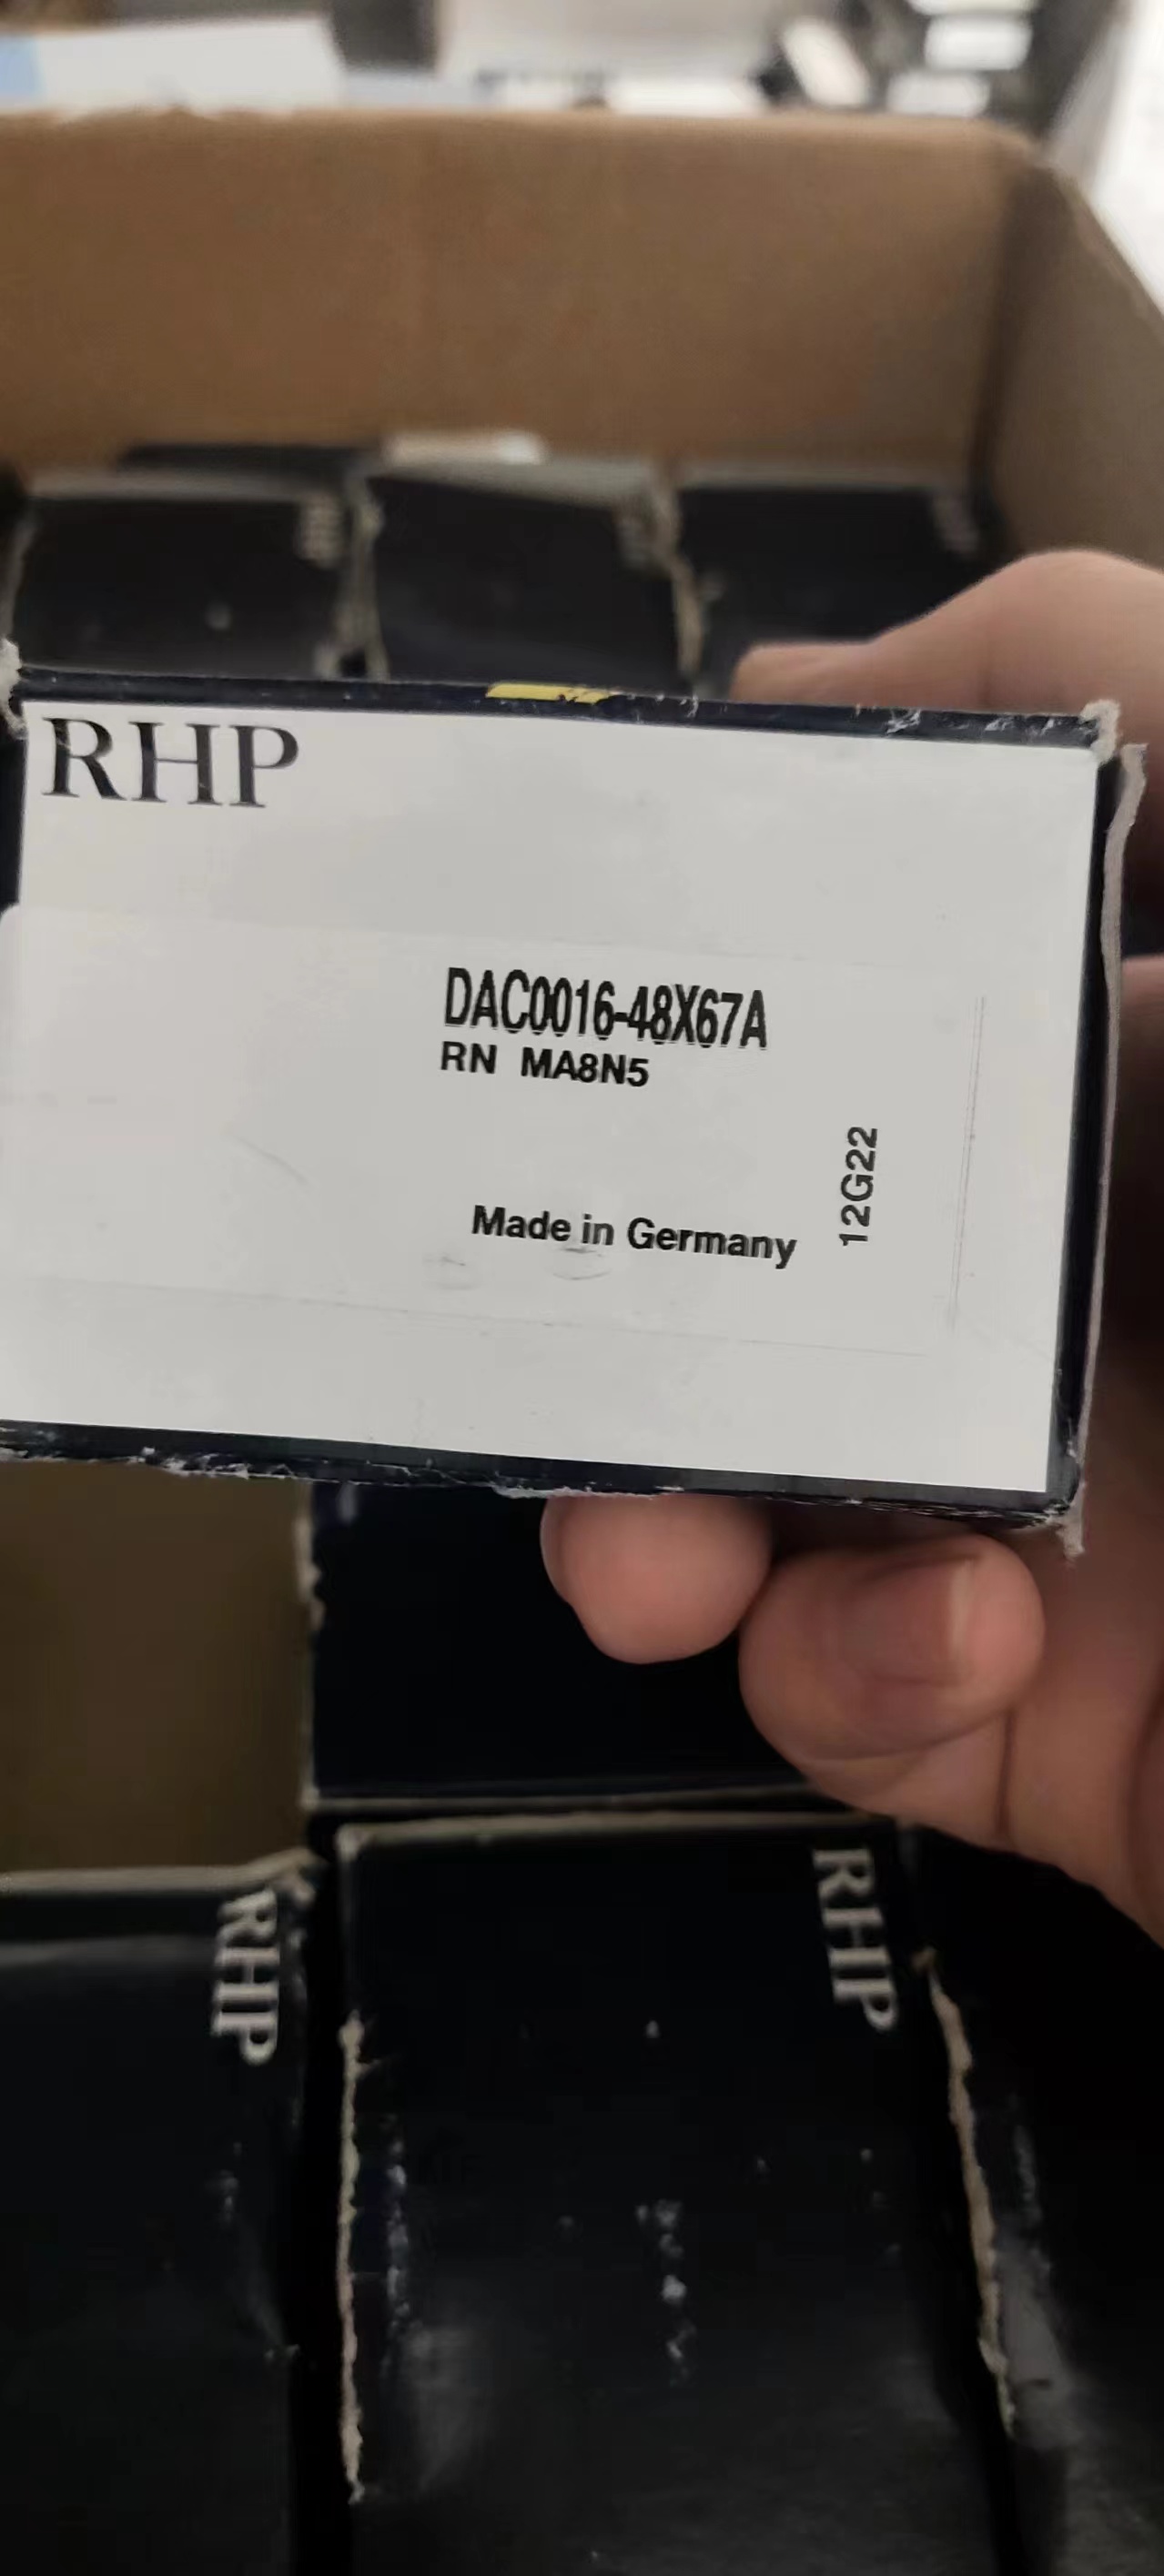 RHP
DAC0016-48X67A
RN MA8N5
12G22
Made in Germany
RHP
RHP